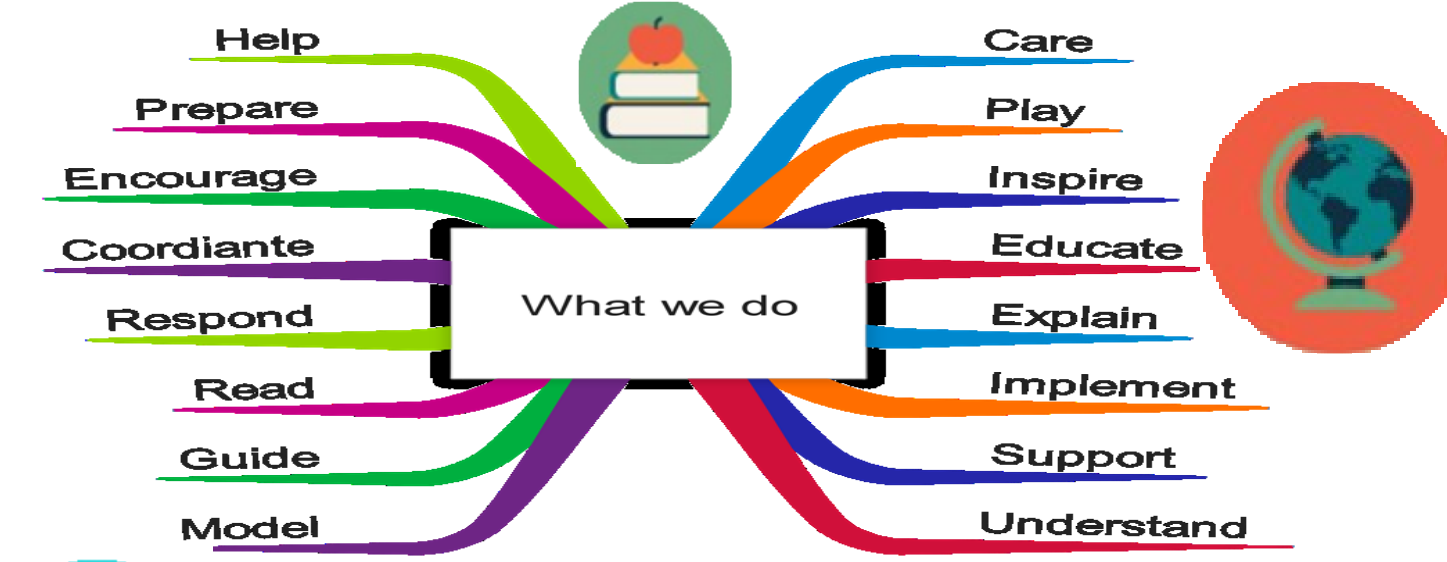 Help
Prepare
Encourage
Coordiante
Respond
Read
Guide
Model
What we do
Care
Play
Inspire
Educate
Explain
Implement
Support
Understand